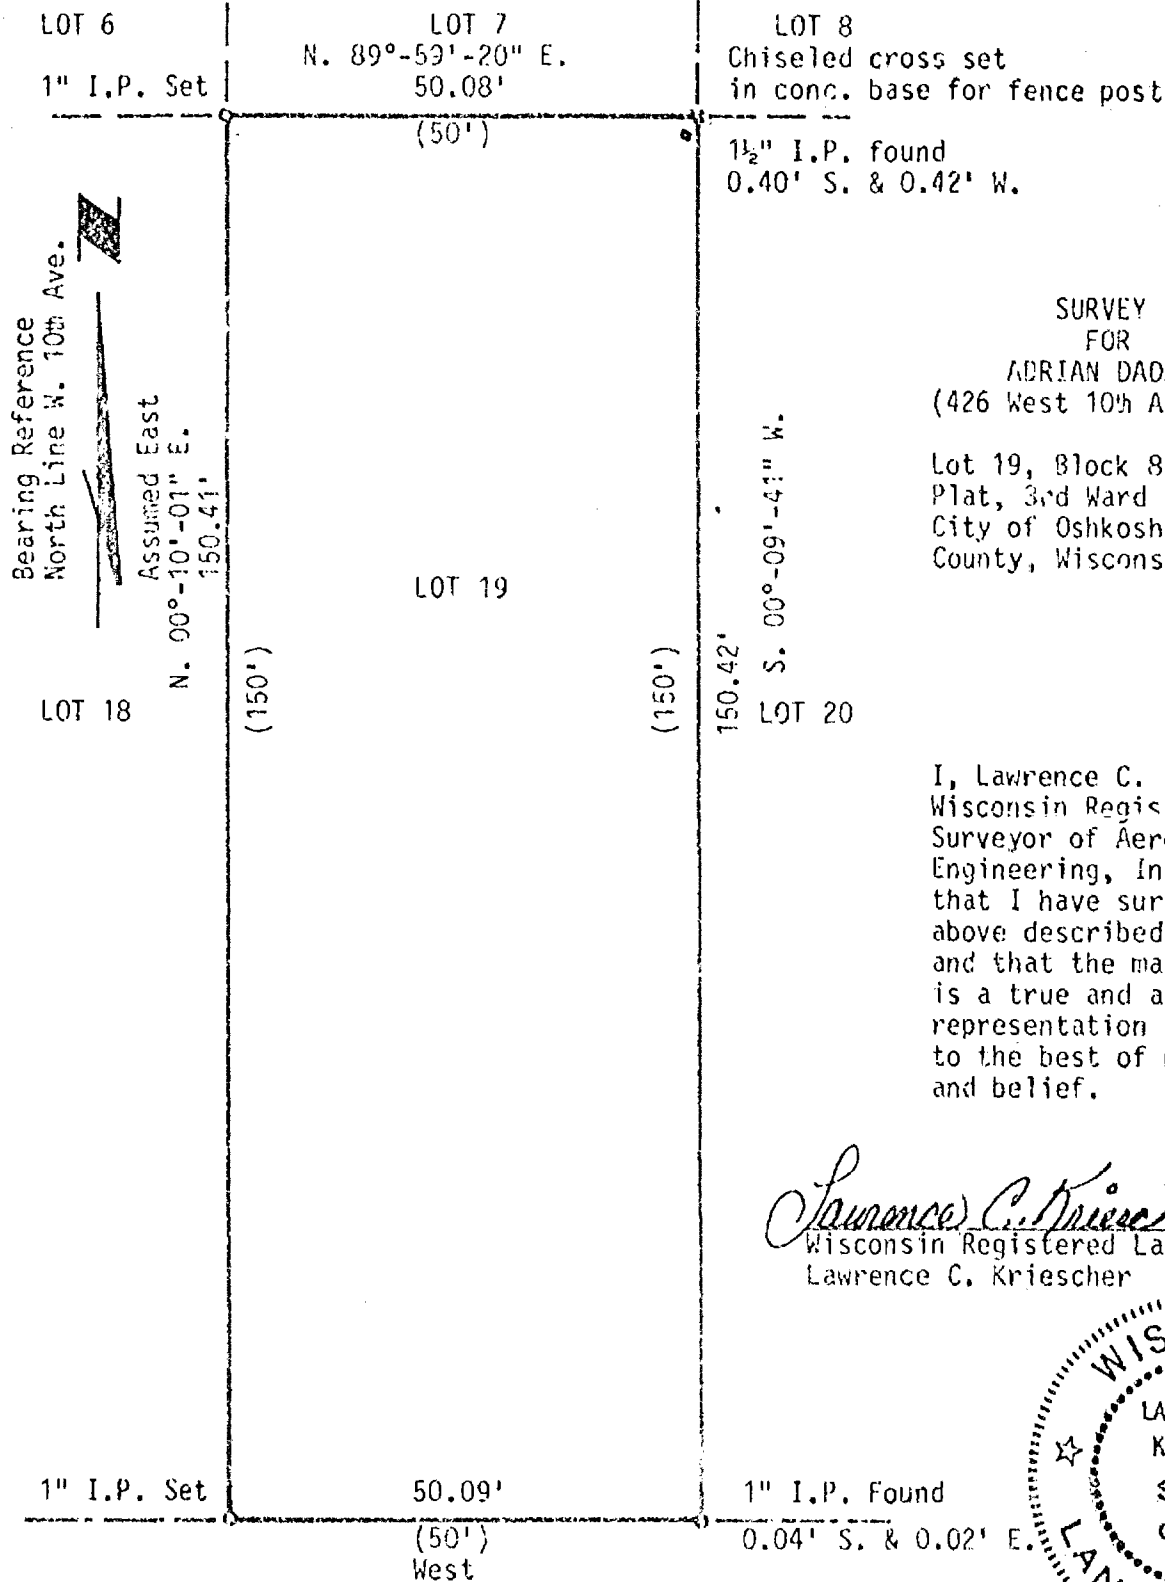 LOT 6
LOT 7
LOT 8
N. 89°-59'-20" E.
Chiseled cross set
1" I.P. Set
50.08'
in conc. base for fence post
(50')
1½" I.P. found
0.40' S. & 0.42' W.
Bearing Reference
North Line W. 10th Ave.
Assumed East
N. 00°-10'-01" E.
150.41'
(150')
LOT 18
LOT 19
(150')
150.42'
S. 00°-09'-41" W.
LOT 20
SURVEY
FOR
ADRIAN DAD
(426 West 10th A
Lot 19, Block 8
Plat, 3rd Ward
City of Oshkosh
County, Wiscons
I, Lawrence C.
Wisconsin Regis
Surveyor of Aer
Engineering, In
that I have sur
above described
and that the ma
is a true and a
representation
to the best of
and belief.
Lawrence C. Kriesc
Wisconsin Registered La
Lawrence C. Kriescher
WIS
LA
K
LAN
1" I.P. Set
50.09'
1" I.P. Found
(50')
0.04' S. & 0.02' E.
West